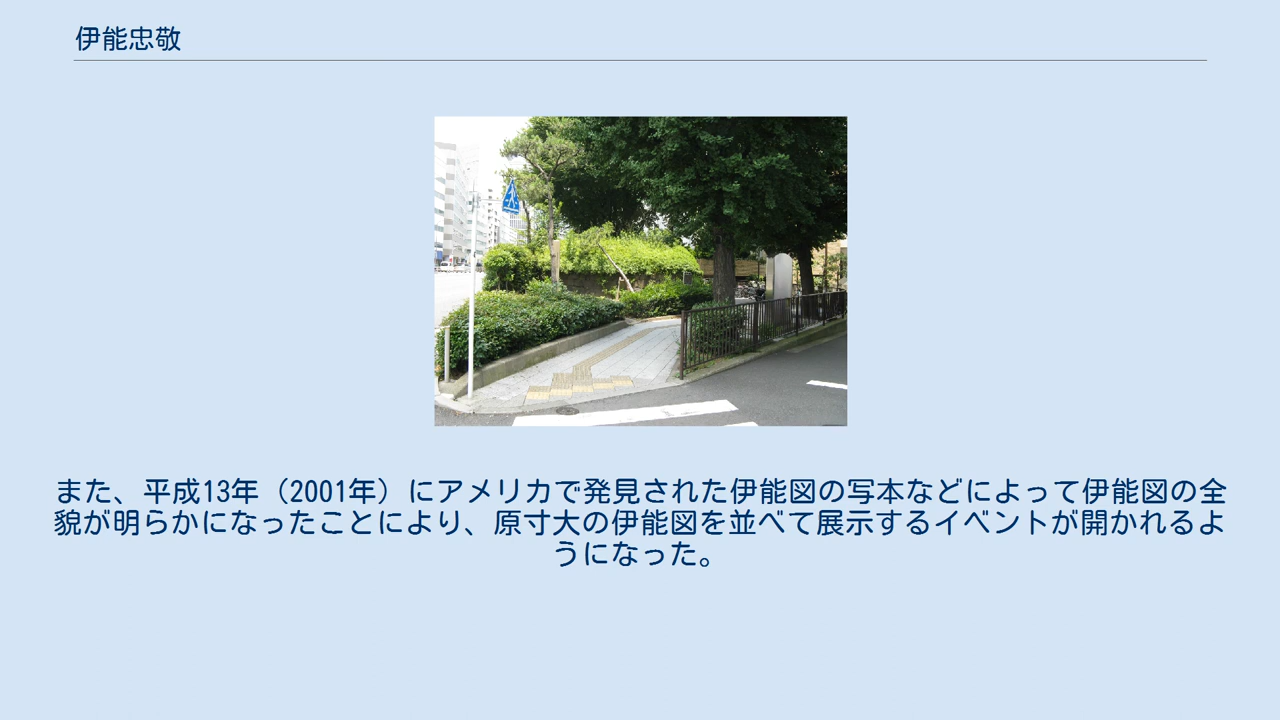 伊能忠敬
また、平成13年（2001年）にアメリカで発見された伊能図の写本などによって伊能図の全
貌が明らかになったことにより、原寸大の伊能図を並べて展示するイベントが開かれるよ
うになった。